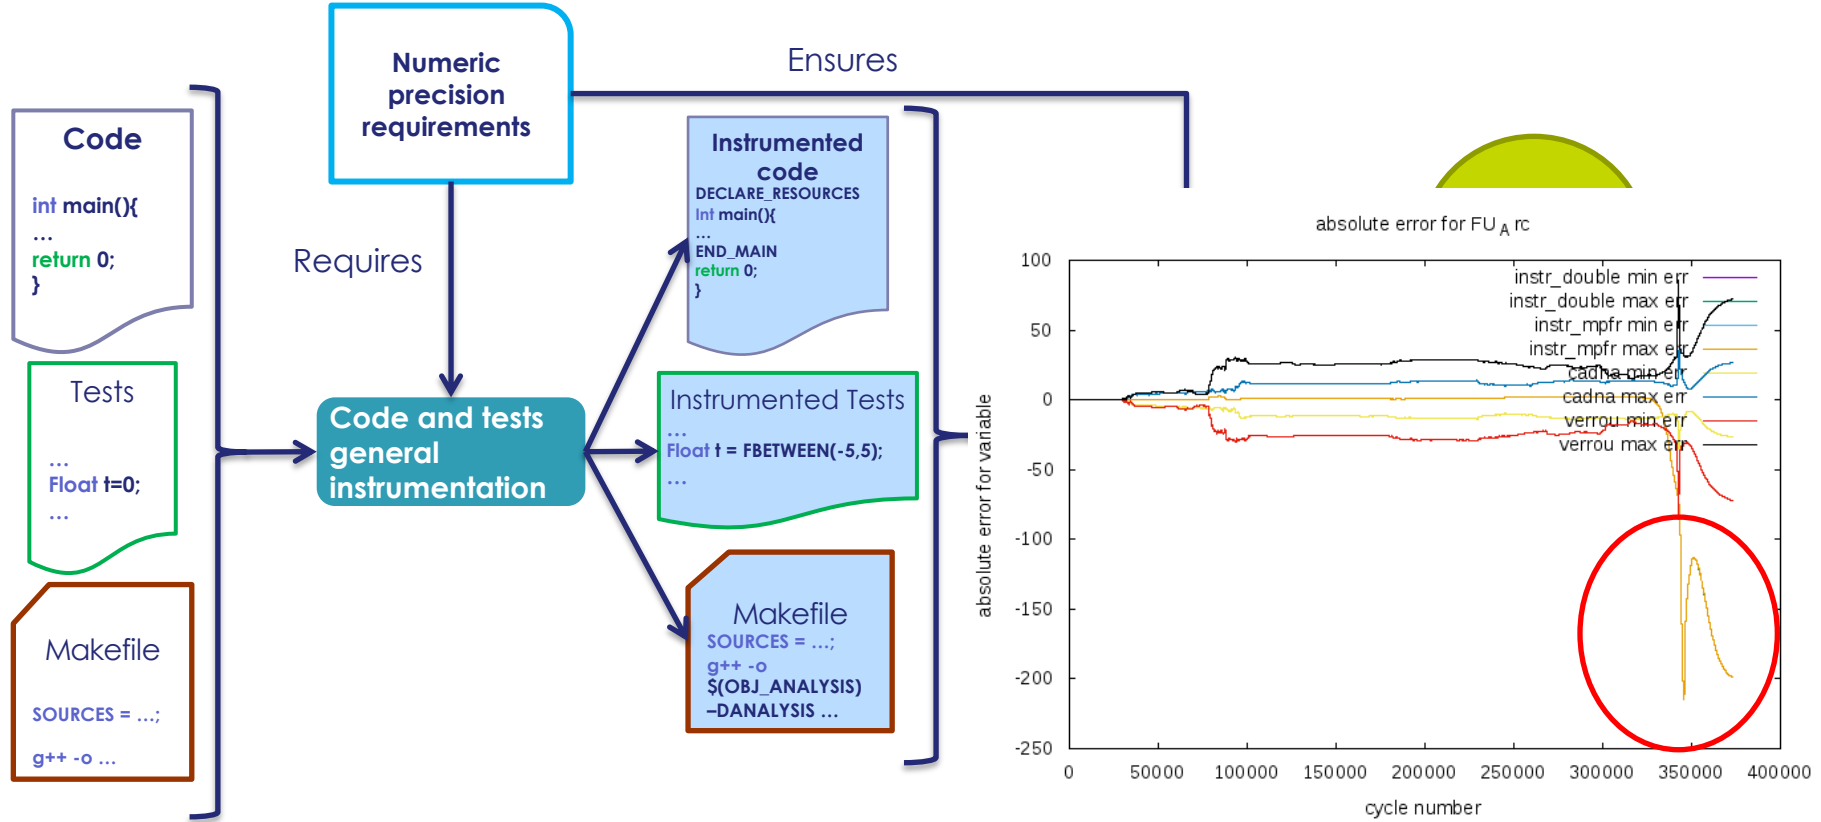 Numeric
precision
requirements
Ensures
Requires
Code
int main(){
…
return 0;
}
Tests
…
Float t=0;
…
Makefile
SOURCES = …;
g++ -o …
Code and tests
general
instrumentation
Instrumented
code
DECLARE_RESOURCES
Int main(){
…
END_MAIN
return 0;
}
Instrumented Tests
…
Float t = FBETWEEN(-5,5);
…
Makefile
SOURCES = …;
g++ -o
$(OBJ_ANALYSIS)
–DANALYSIS …
absolute error for FU_A rc
instr_double min err
instr_double max err
instr_mpfr min err
instr_mpfr max err
cadna min err
cadna max err
verrou min err
verrou max err
absolute error for variable
100
50
0
-50
-100
-150
-200
-250
0 50000 100000 150000 200000 250000 300000 350000 400000
cycle number